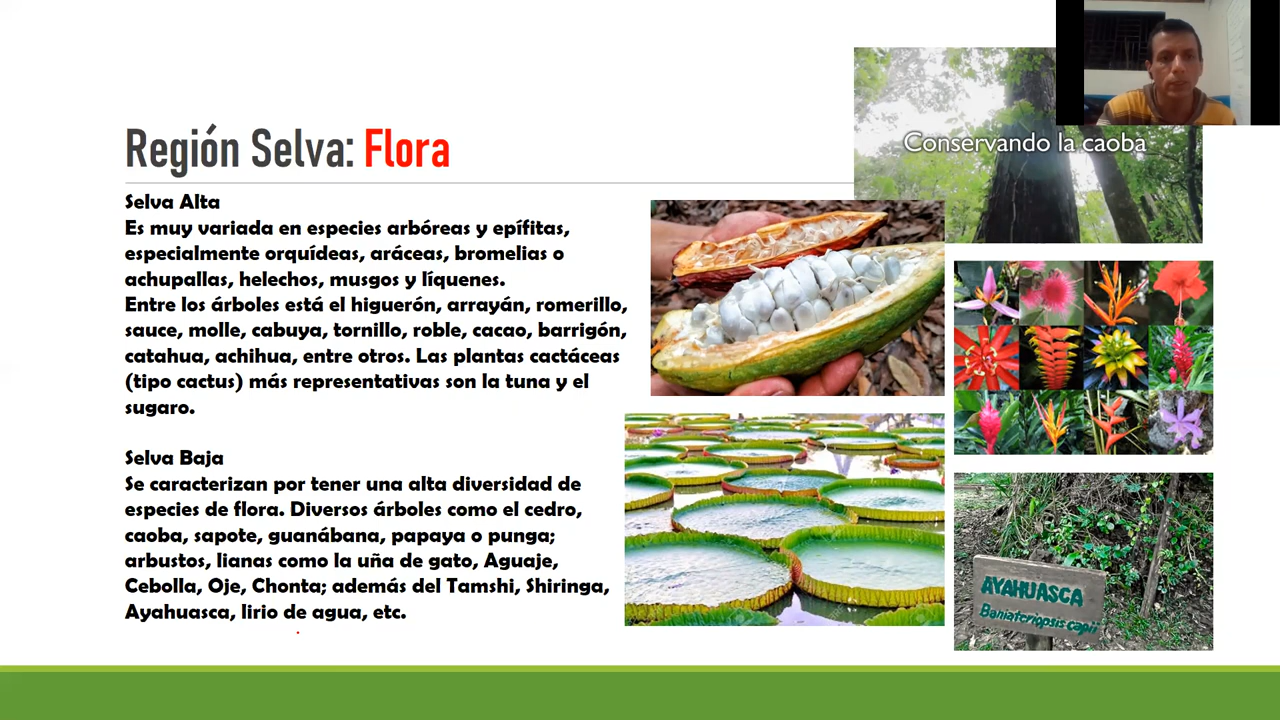 Región Selva: Flora
Selva Alta
Es muy variada en especies arbóreas y epífitas,
especialmente orquídeas, aráceas, bromelias o
achupallas, helechos, musgos y líquenes.
Entre los árboles está el higuerón, arrayán, romerillo,
sauce, molle, cabuya, tornillo, roble, cacao, barrigón,
catahua, achihua, entre otros. Las plantas cactáceas
(tipo cactus) más representativas son la tuna y el
sugaro.
Selva Baja
Se caracterizan por tener una alta diversidad de
especies de flora. Diversos árboles como el cedro,
caoba, sapote, guanábana, papaya o punga;
arbustos, lianas como la uña de gato, Aguaje,
Cebolla, Oje, Chonta; además del Tamshi, Shiringa,
Ayahuasca, lirio de agua, etc.
Conservando la caoba
AYAHUASCA
Baniateriopsis capii